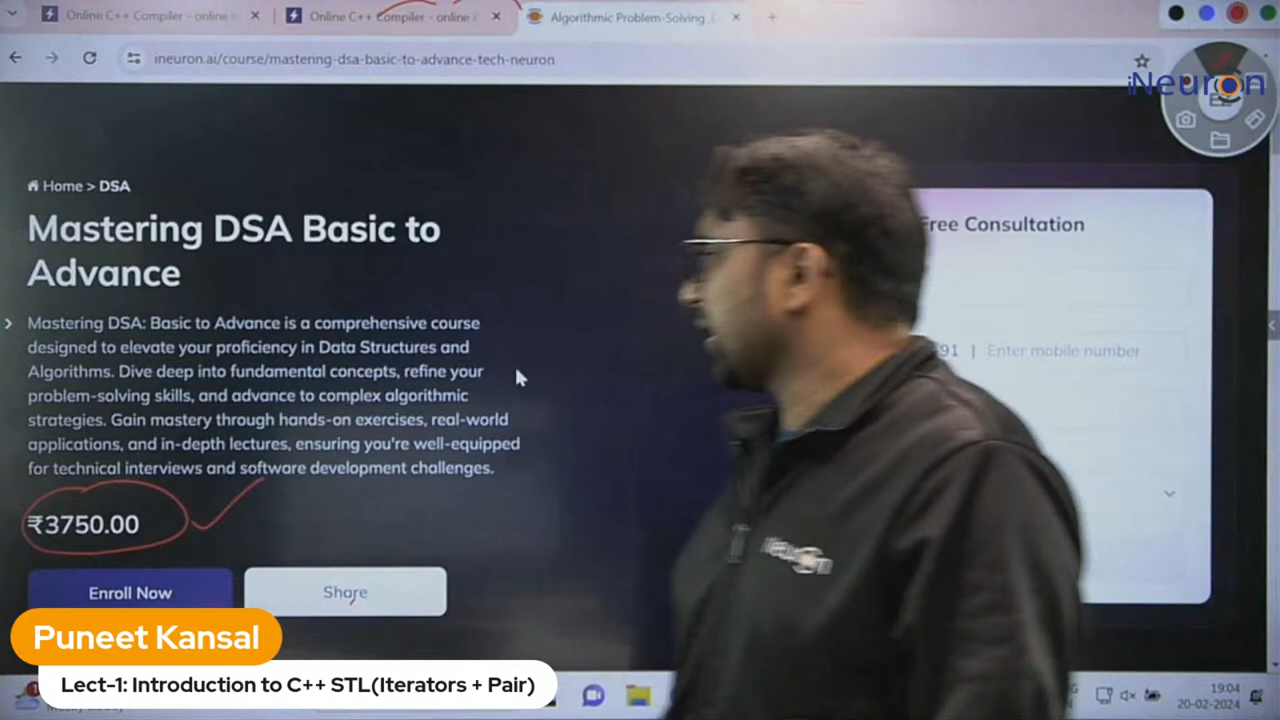 Online C++ Compiler - online
Online C++ Compiler - online
Algorithmic Problem-Solving
ineuron.ai/course/mastering-dsa-basic-to-advance-tech-neuron
iNeuron
Home > DSA
Mastering DSA Basic to
Advance
Mastering DSA: Basic to Advance is a comprehensive course
designed to elevate your proficiency in Data Structures and
Algorithms. Dive deep into fundamental concepts, refine your
problem-solving skills, and advance to complex algorithmic
strategies. Gain mastery through hands-on exercises, real-world
applications, and in-depth lectures, ensuring you're well-equipped
for technical interviews and software development challenges.
₹3750.00
Enroll Now
Share
Free Consultation
91 | Enter mobile number
iNeuron
Puneet Kansal
Lect-1: Introduction to C++ STL(Iterators + Pair)
19:04
20-02-2024